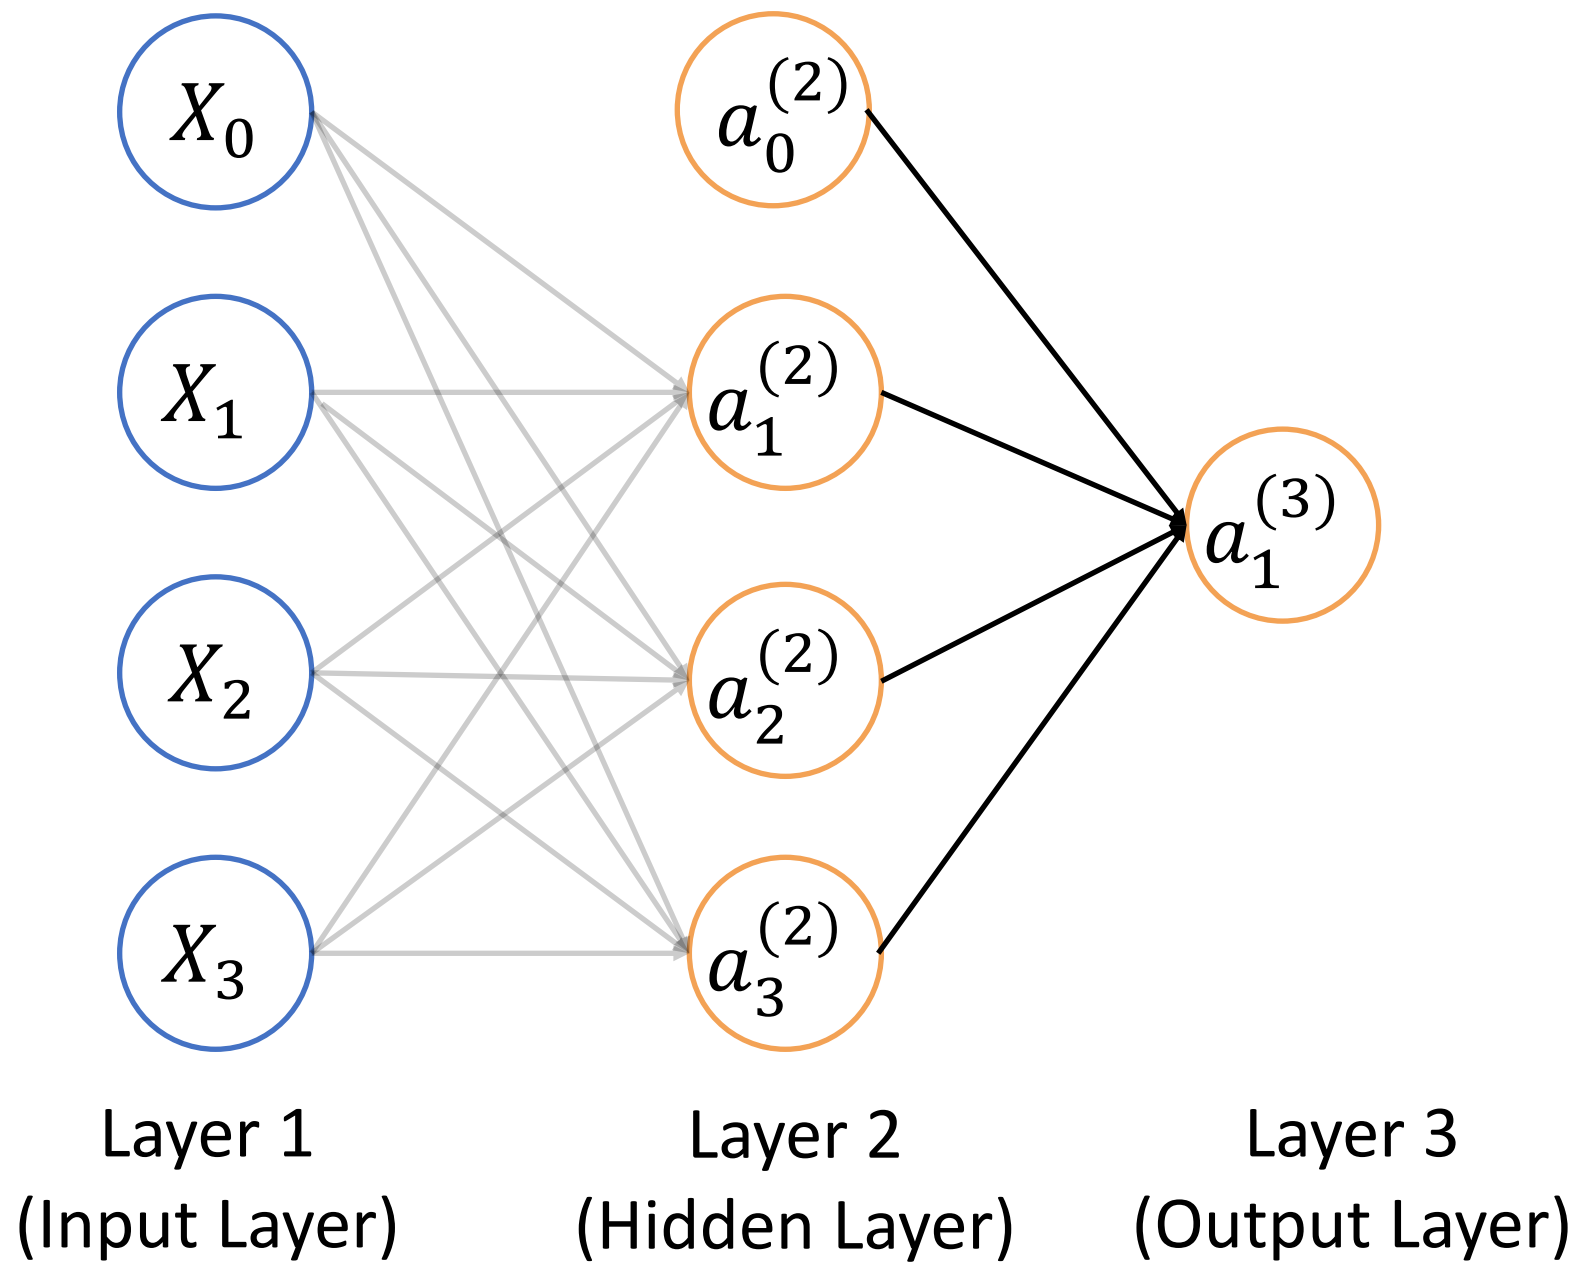 X₀
a₀⁽²⁾
X₁
a₁⁽²⁾
a₁⁽³⁾
X₂
a₂⁽²⁾
X₃
a₃⁽²⁾
Layer 1
(Input Layer)
Layer 2
(Hidden Layer)
Layer 3
(Output Layer)